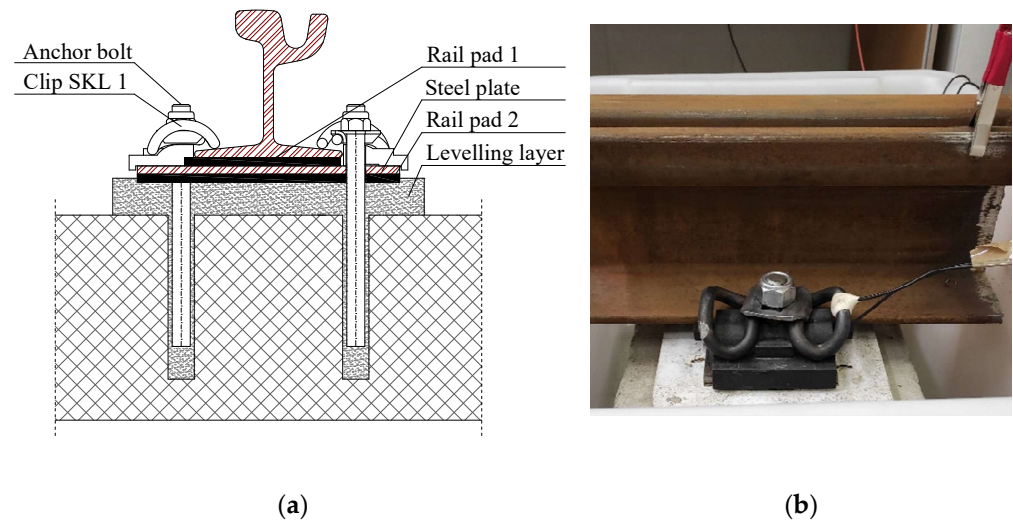 Anchor bolt
Clip SKL 1
Rail pad 1
Steel plate
Rail pad 2
Levelling layer
(a)
(b)